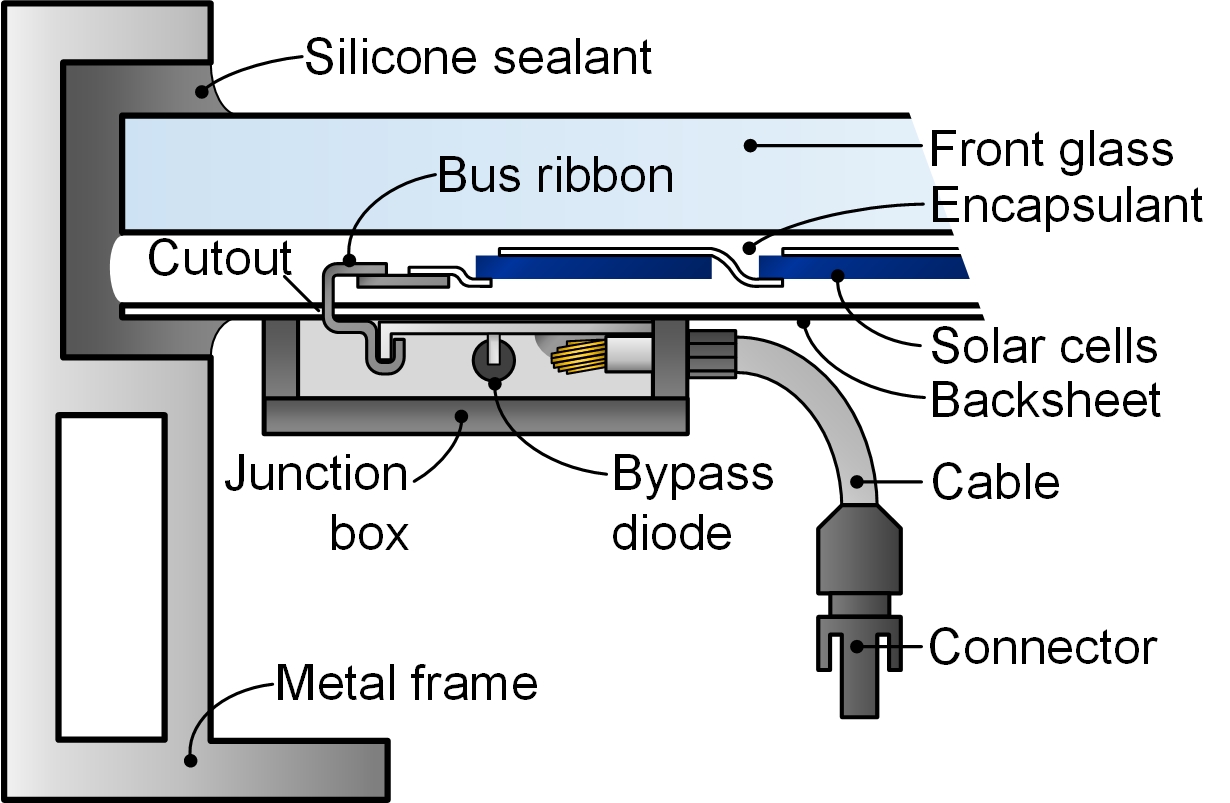 Silicone sealant
Front glass
Bus ribbon
Encapsulant
Cutout
Solar cells
Backsheet
Junction
box
Bypass
diode
Cable
Connector
Metal frame